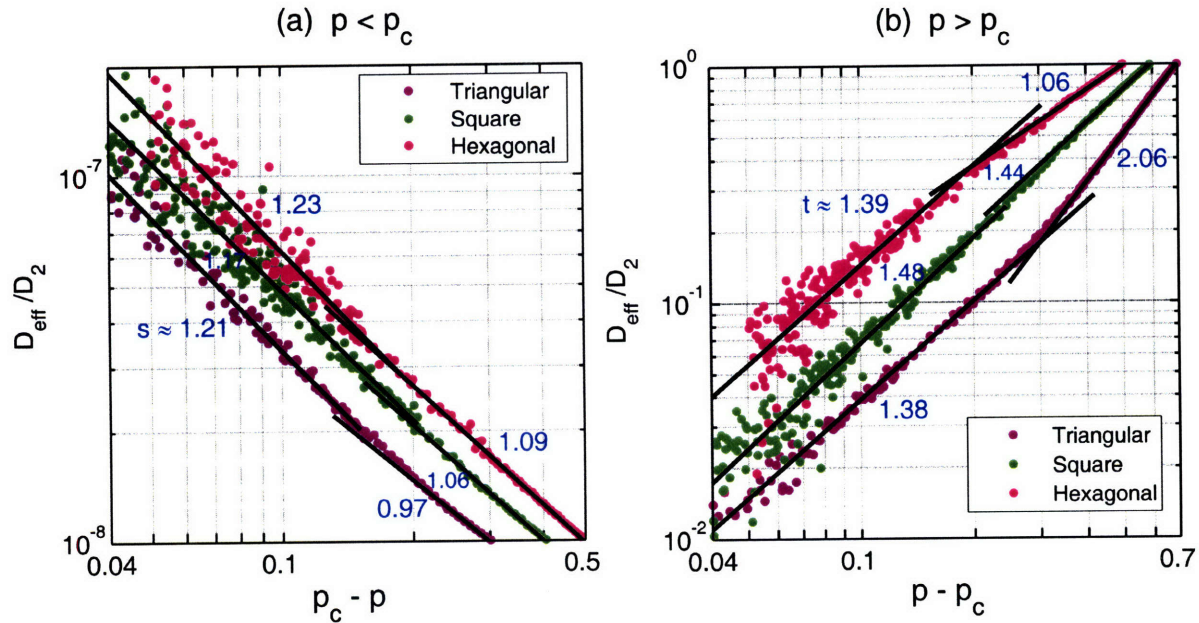 (a) p < p_c
(b) p > p_c
Triangular
Square
Hexagonal
10^-7
10^-8
D_eff/D_2
1.23
1.17
s ≈ 1.21
1.09
1.06
0.97
0.04
0.1
0.5
p_c - p
10^0
10^-1
10^-2
D_eff/D_2
1.06
2.06
1.44
t ≈ 1.39
1.48
1.38
Triangular
Square
Hexagonal
0.04
0.1
0.7
p - p_c